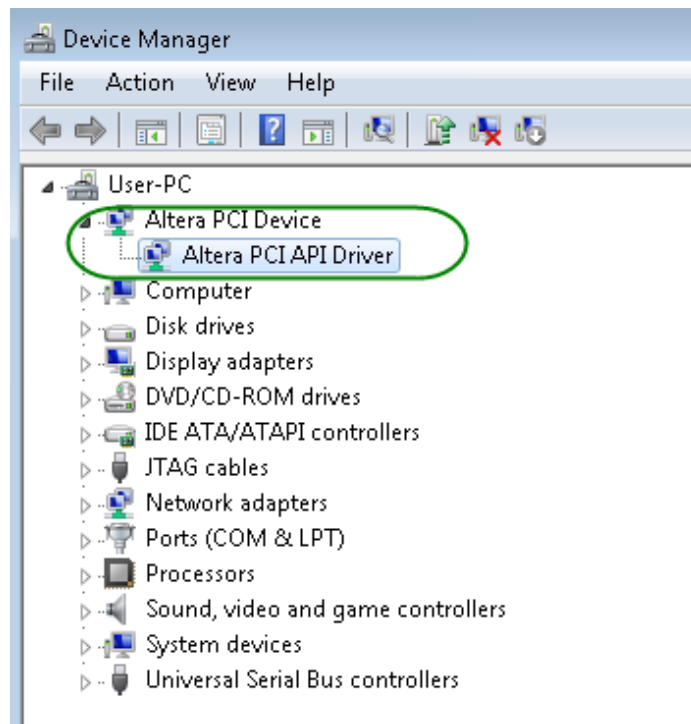 Device Manager
File Action View Help
User-PC
Altera PCI Device
Altera PCI API Driver
Computer
Disk drives
Display adapters
DVD/CD-ROM drives
IDE ATA/ATAPI controllers
JTAG cables
Network adapters
Ports (COM & LPT)
Processors
Sound, video and game controllers
System devices
Universal Serial Bus controllers